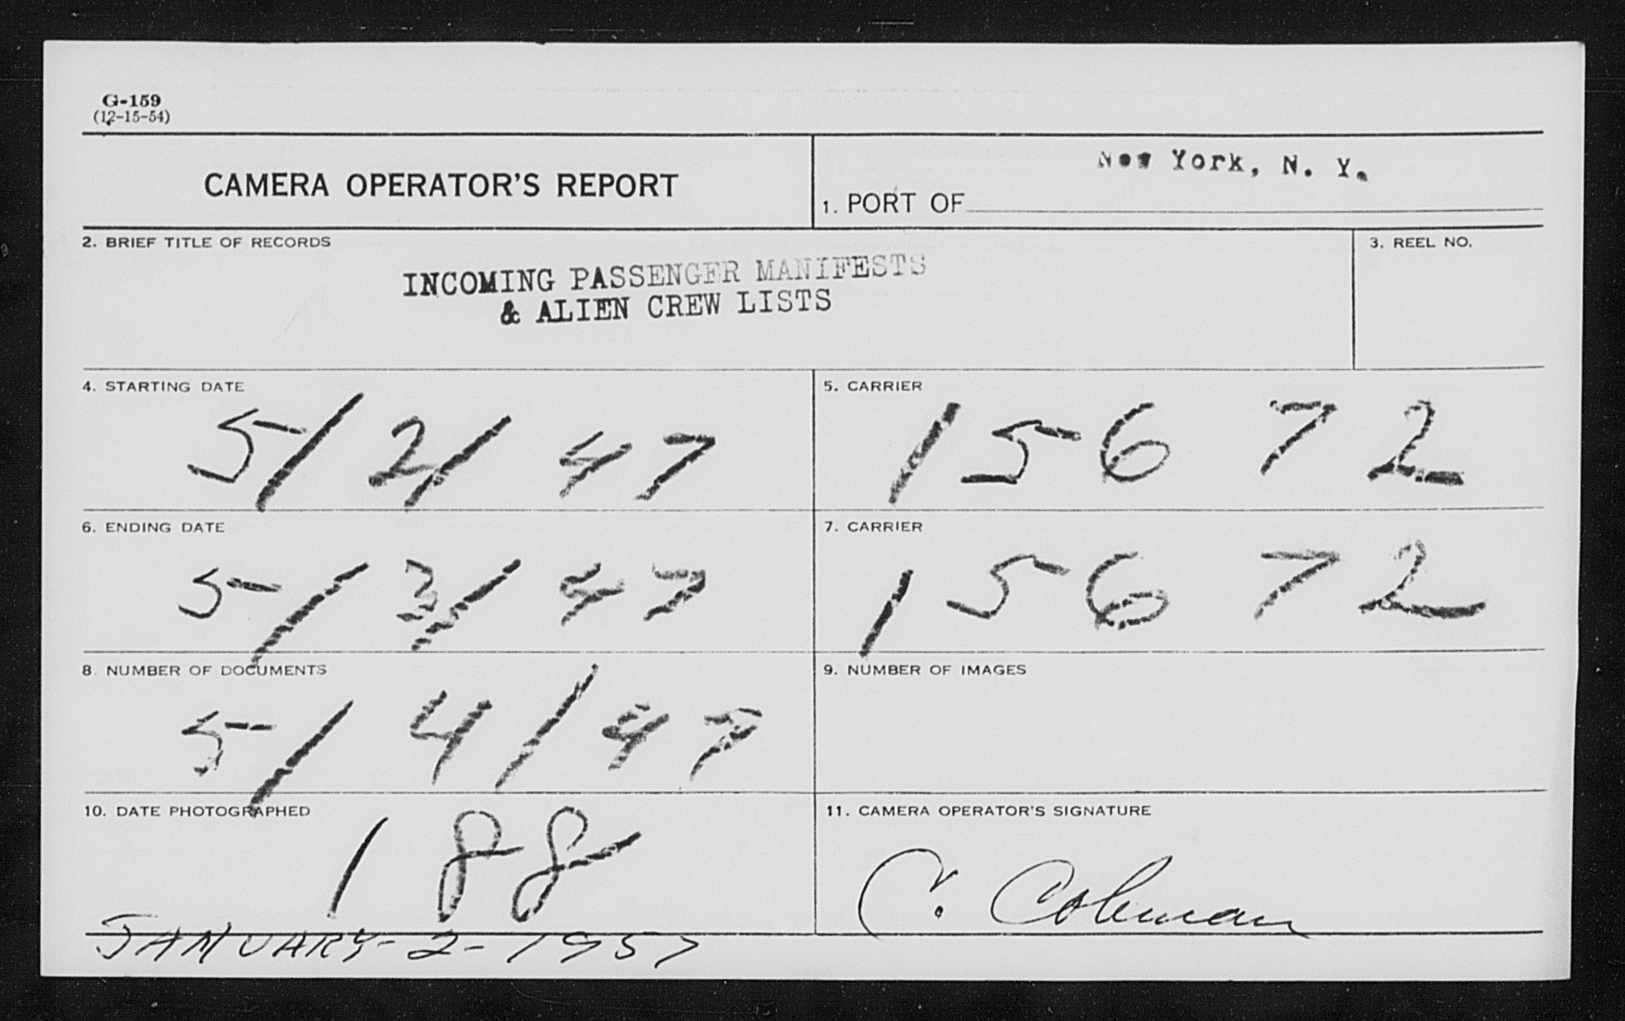 G-159
(12-15-54)
CAMERA OPERATOR'S REPORT
New York, N. Y.
1. PORT OF
2. BRIEF TITLE OF RECORDS
INCOMING PASSENGER MANIFESTS
& ALIEN CREW LISTS
3. REEL NO.
4. STARTING DATE
5/2/47
5. CARRIER
15672
6. ENDING DATE
5/3/47
7. CARRIER
15672
8. NUMBER OF DOCUMENTS
5/4/47
9. NUMBER OF IMAGES
10. DATE PHOTOGRAPHED
188
JANUARY-2-1957
11. CAMERA OPERATOR'S SIGNATURE
C. Coleman